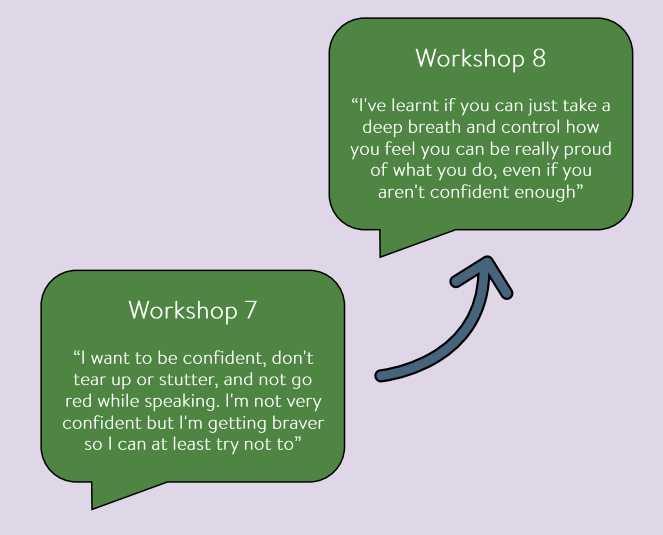 Workshop 8
“I've learnt if you can just take a
deep breath and control how
you feel you can be really proud
of what you do, even if you
aren't confident enough”
Workshop 7
“I want to be confident, don't
tear up or stutter, and not go
red while speaking. I'm not very
confident but I'm getting braver
so I can at least try not to”